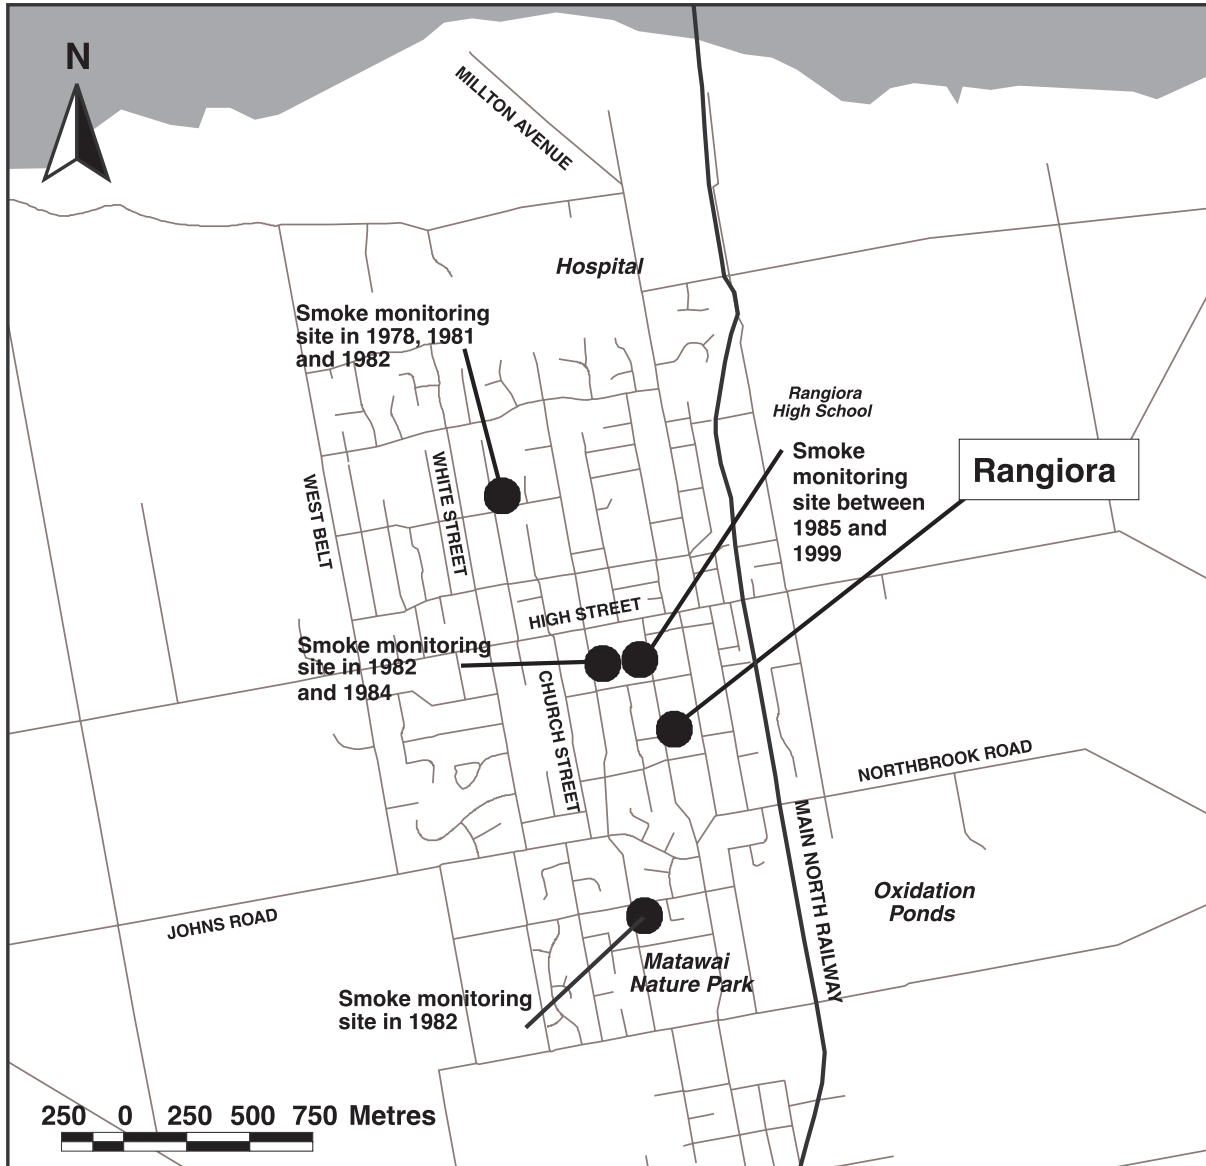 N
MILLTON AVENUE
Hospital
Smoke monitoring
site in 1978, 1981
and 1982
Rangiora
High School
Smoke
monitoring
site between
1985 and
1999
Rangiora
WEST BELT
WHITE STREET
HIGH STREET
Smoke monitoring
site in 1982
and 1984
CHURCH STREET
NORTHBROOK ROAD
MAIN NORTH RAILWAY
Oxidation
Ponds
JOHNS ROAD
Matawai
Nature Park
Smoke monitoring
site in 1982
250 0 250 500 750 Metres